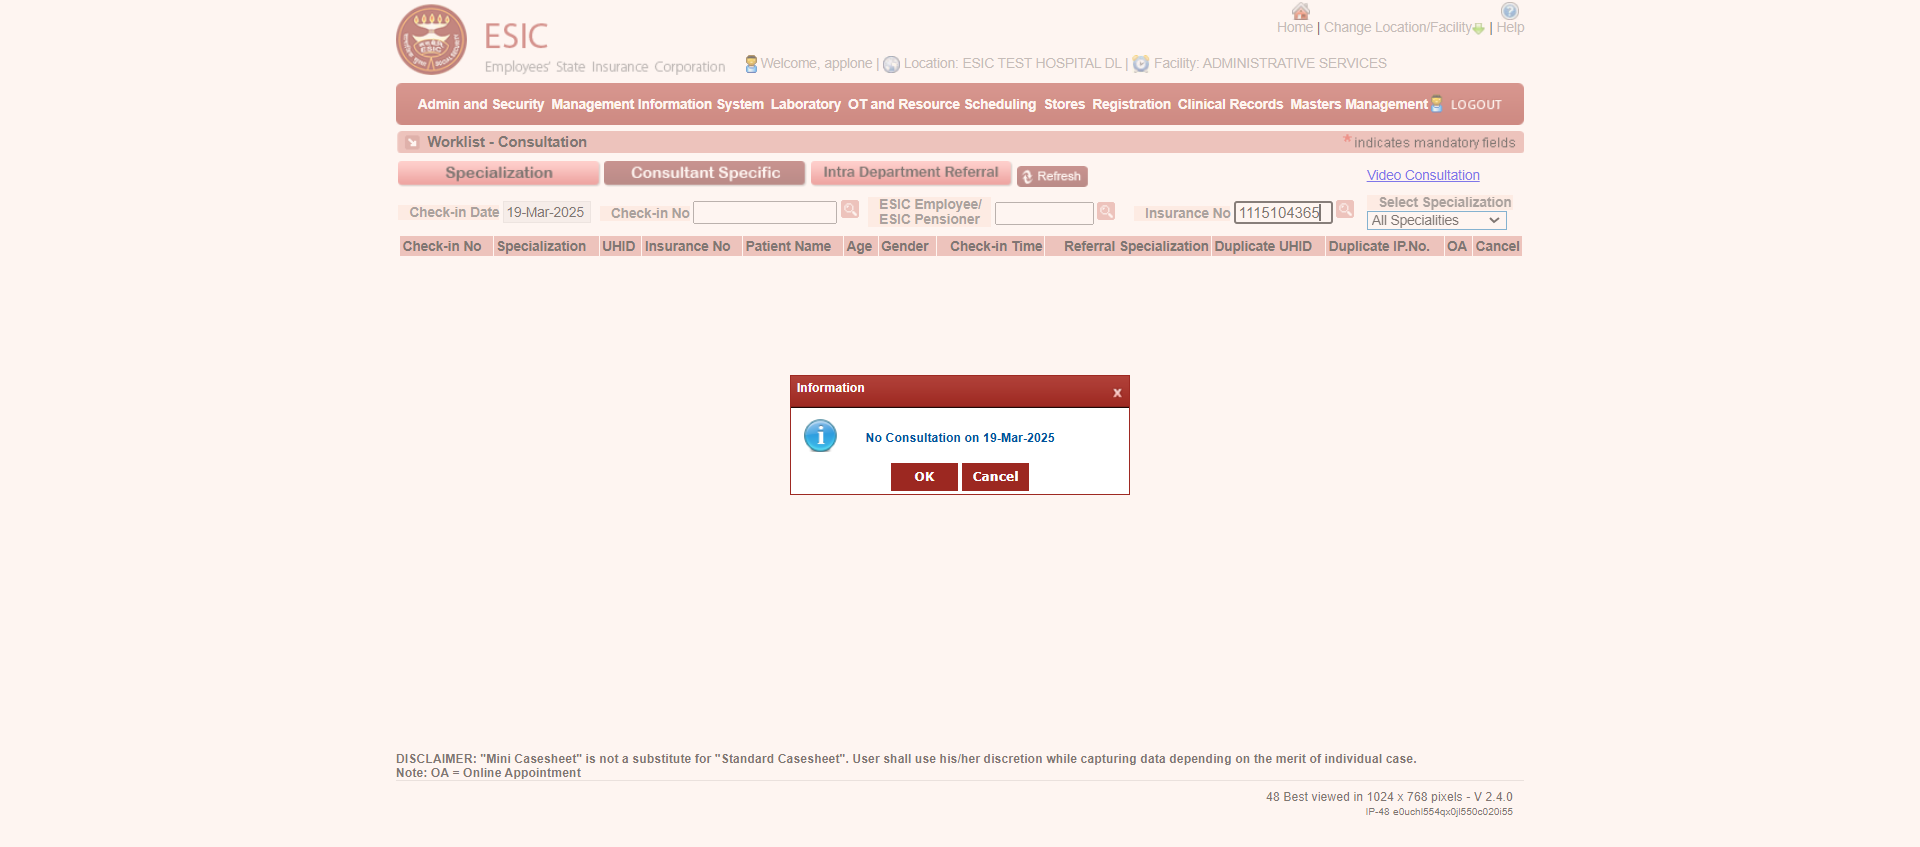 ESIC
Employees' State Insurance Corporation
Home | Change Location/Facility | Help
Welcome, applone | Location: ESIC TEST HOSPITAL DL | Facility: ADMINISTRATIVE SERVICES
Admin and Security Management Information System Laboratory OT and Resource Scheduling Stores Registration Clinical Records Masters Management LOGOUT
Worklist - Consultation
* indicates mandatory fields
Specialization Consultant Specific Intra Department Referral Refresh
Video Consultation
Check-in Date 19-Mar-2025 Check-in No ESIC Employee/
ESIC Pensioner Insurance No 1115104365 Select Specialization
All Specialities
Check-in No Specialization UHID Insurance No Patient Name Age Gender Check-in Time Referral Specialization Duplicate UHID Duplicate IP.No. OA Cancel
Information x
No Consultation on 19-Mar-2025
OK Cancel
DISCLAIMER: "Mini Casesheet" is not a substitute for "Standard Casesheet". User shall use his/her discretion while capturing data depending on the merit of individual case.
Note: OA = Online Appointment
48 Best viewed in 1024 x 768 pixels - V 2.4.0
IP-48 e0uchl554qx0jl550c020i55